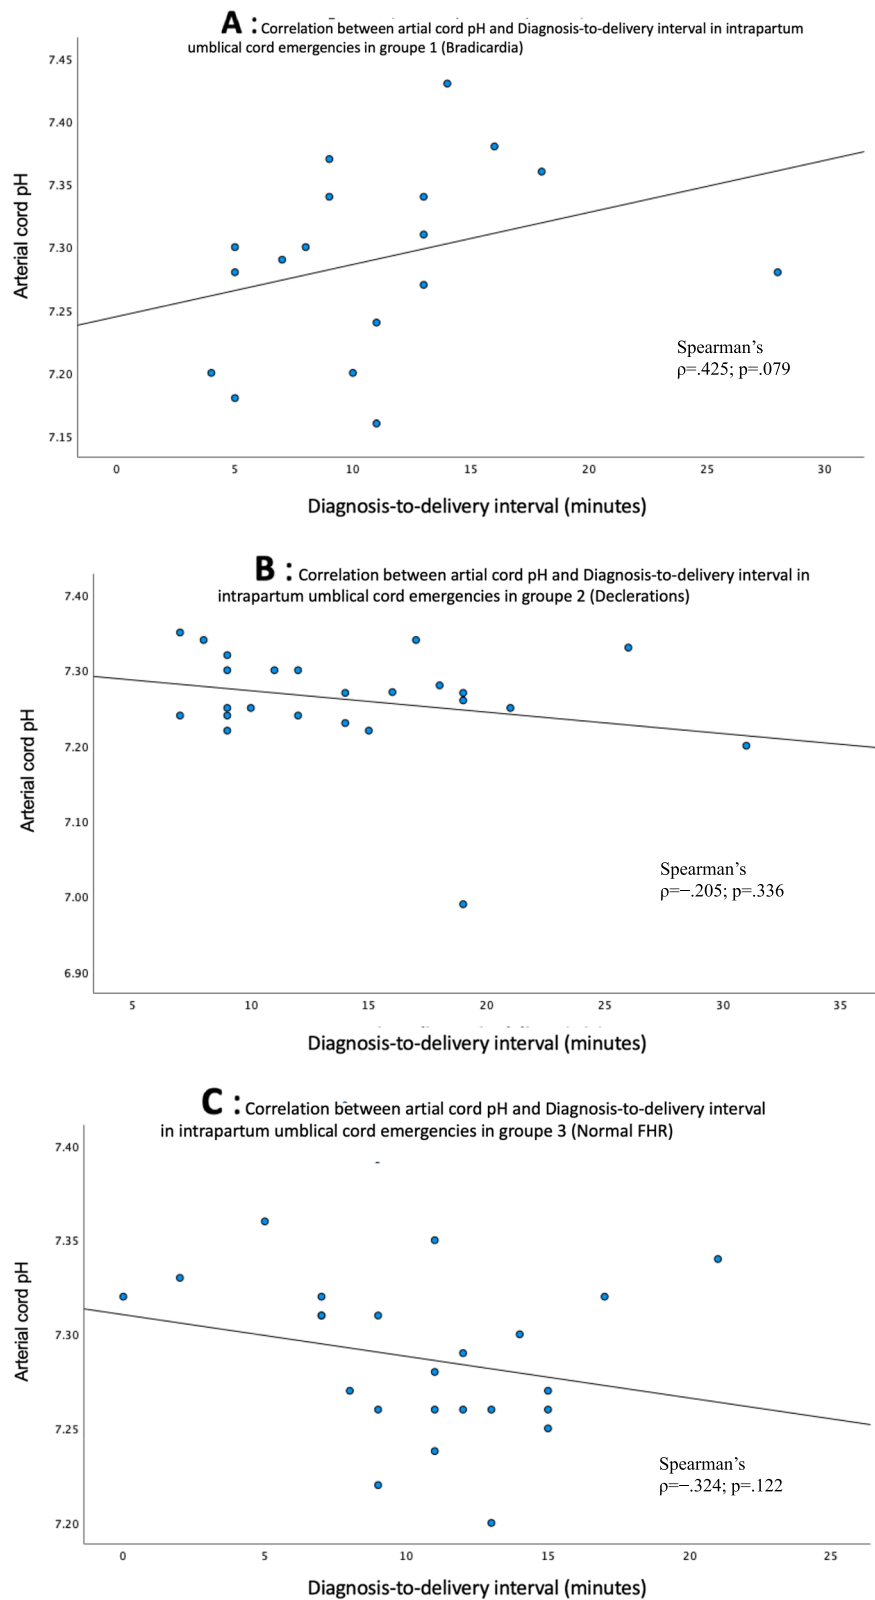 A : Correlation between artial cord pH and Diagnosis-to-delivery interval in intrapartum
umblical cord emergencies in groupe 1 (Bradicardia)
7.45
7.40
7.35
7.30
7.25
7.20
7.15
Arterial cord pH
Spearman’s
ρ=.425; p=.079
0 5 10 15 20 25 30
Diagnosis-to-delivery interval (minutes)
B : Correlation between artial cord pH and Diagnosis-to-delivery interval in
intrapartum umblical cord emergencies in groupe 2 (Declerations)
7.40
7.30
7.20
7.10
7.00
6.90
Arterial cord pH
Spearman’s
ρ=−.205; p=.336
5 10 15 20 25 30 35
Diagnosis-to-delivery interval (minutes)
C : Correlation between artial cord pH and Diagnosis-to-delivery interval
in intrapartum umblical cord emergencies in groupe 3 (Normal FHR)
7.40
7.35
7.30
7.25
7.20
Arterial cord pH
Spearman’s
ρ=−.324; p=.122
0 5 10 15 20 25
Diagnosis-to-delivery interval (minutes)